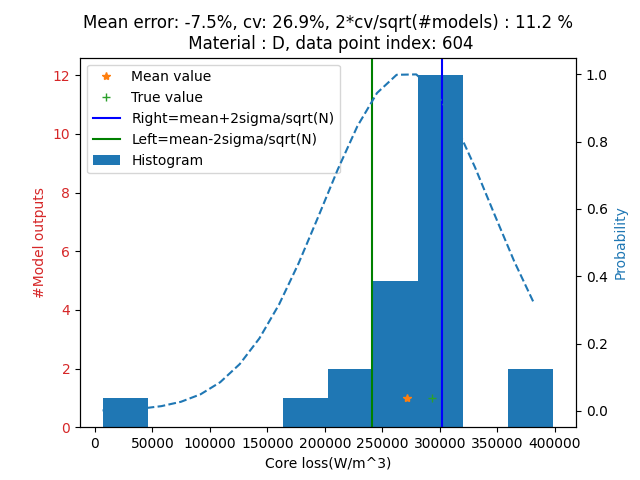 Mean error: -7.5%, cv: 26.9%, 2*cv/sqrt(#models) : 11.2 %
Material : D, data point index: 604
Mean value
True value
Right=mean+2sigma/sqrt(N)
Left=mean-2sigma/sqrt(N)
Histogram
#Model outputs
12
10
8
6
4
2
0
1.0
0.8
0.6
0.4
0.2
0.0
Probability
0 50000 100000 150000 200000 250000 300000 350000 400000
Core loss(W/m^3)